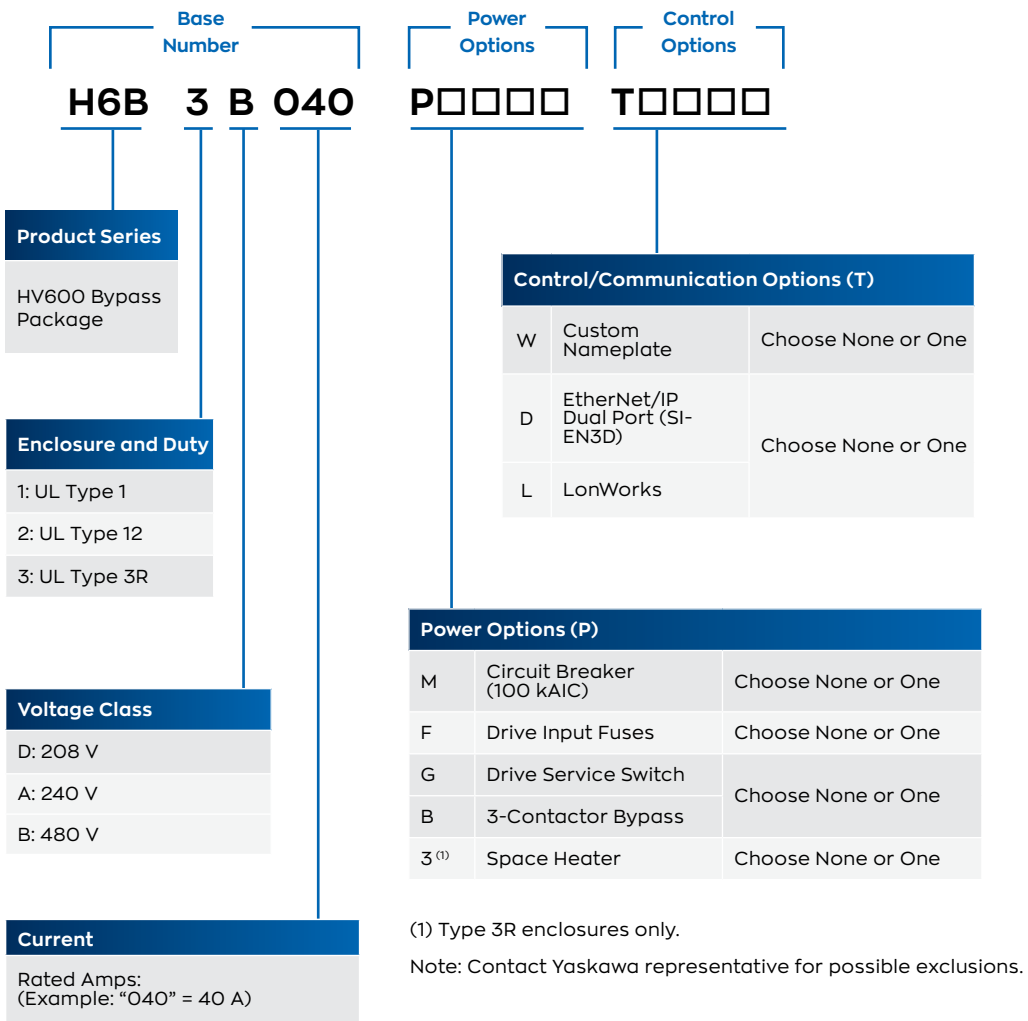 Base
Number
Power
Options
Control
Options
H6B 3 B 040 P□□□□ T□□□□
Product Series
HV600 Bypass
Package
Enclosure and Duty
1: UL Type 1
2: UL Type 12
3: UL Type 3R
Voltage Class
D: 208 V
A: 240 V
B: 480 V
Current
Rated Amps:
(Example: “040” = 40 A)
Control/Communication Options (T)
W Custom
Nameplate Choose None or One
D EtherNet/IP
Dual Port (SI-
EN3D)
Choose None or One
L LonWorks
Power Options (P)
M Circuit Breaker
(100 kAIC) Choose None or One
F Drive Input Fuses Choose None or One
G Drive Service Switch
Choose None or One
B 3-Contactor Bypass
3 (1) Space Heater Choose None or One
(1) Type 3R enclosures only.
Note: Contact Yaskawa representative for possible exclusions.